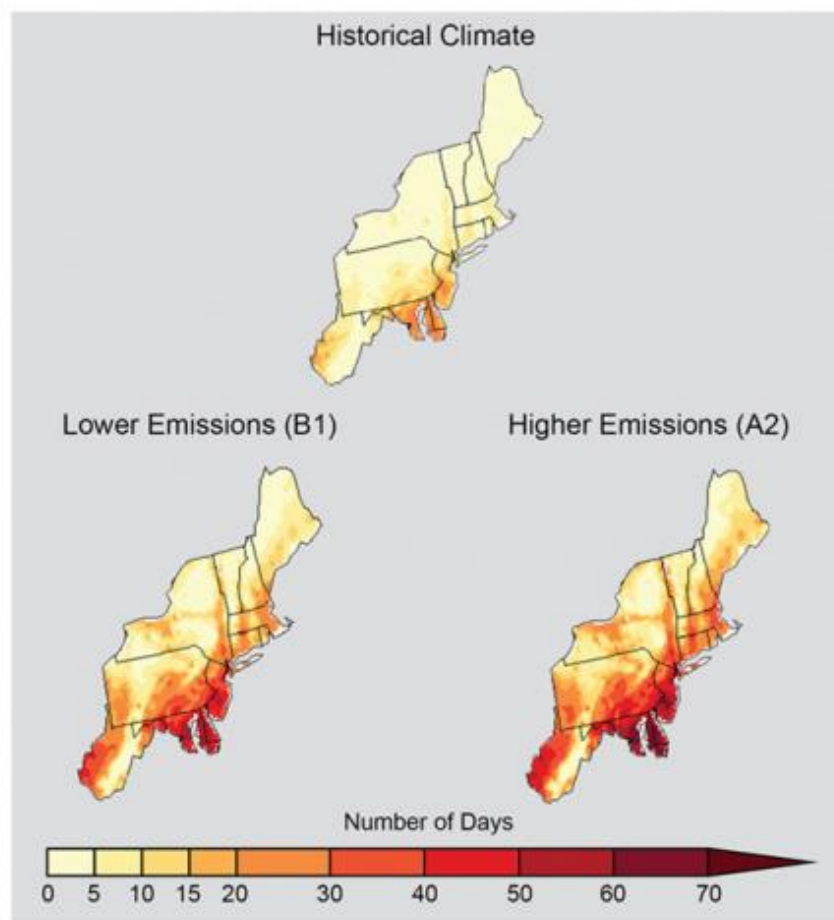 Historical Climate
Lower Emissions (B1)
Higher Emissions (A2)
Number of Days
0 5 10 15 20 30 40 50 60 70